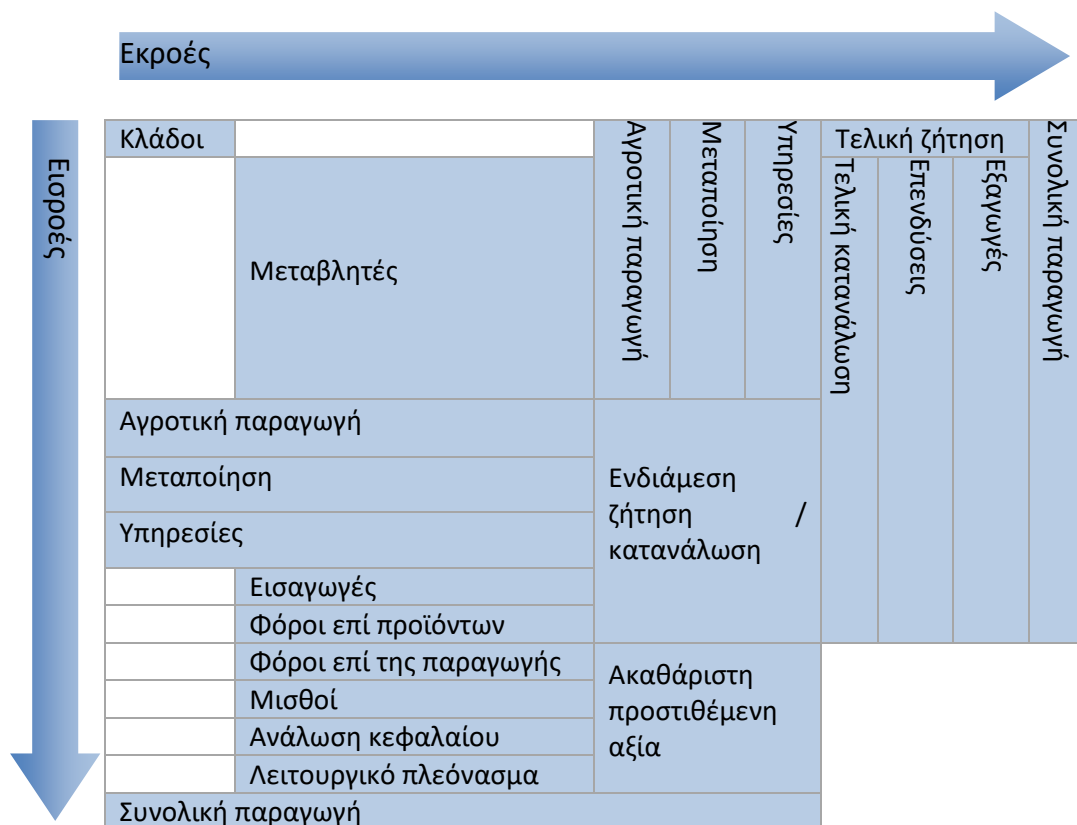 Εκροές
Εισροές
Κλάδοι
Αγροτική παραγωγή
Μεταποίηση
Υπηρεσίες
Τελική ζήτηση
Συνολική παραγωγή
Μεταβλητές
Τελική κατανάλωση
Επενδύσεις
Εξαγωγές
Αγροτική παραγωγή
Μεταποίηση
Υπηρεσίες
Ενδιάμεση
ζήτηση /
κατανάλωση
Εισαγωγές
Φόροι επί προϊόντων
Φόροι επί της παραγωγής
Μισθοί
Ανάλωση κεφαλαίου
Λειτουργικό πλεόνασμα
Ακαθάριστη
προστιθέμενη
αξία
Συνολική παραγωγή